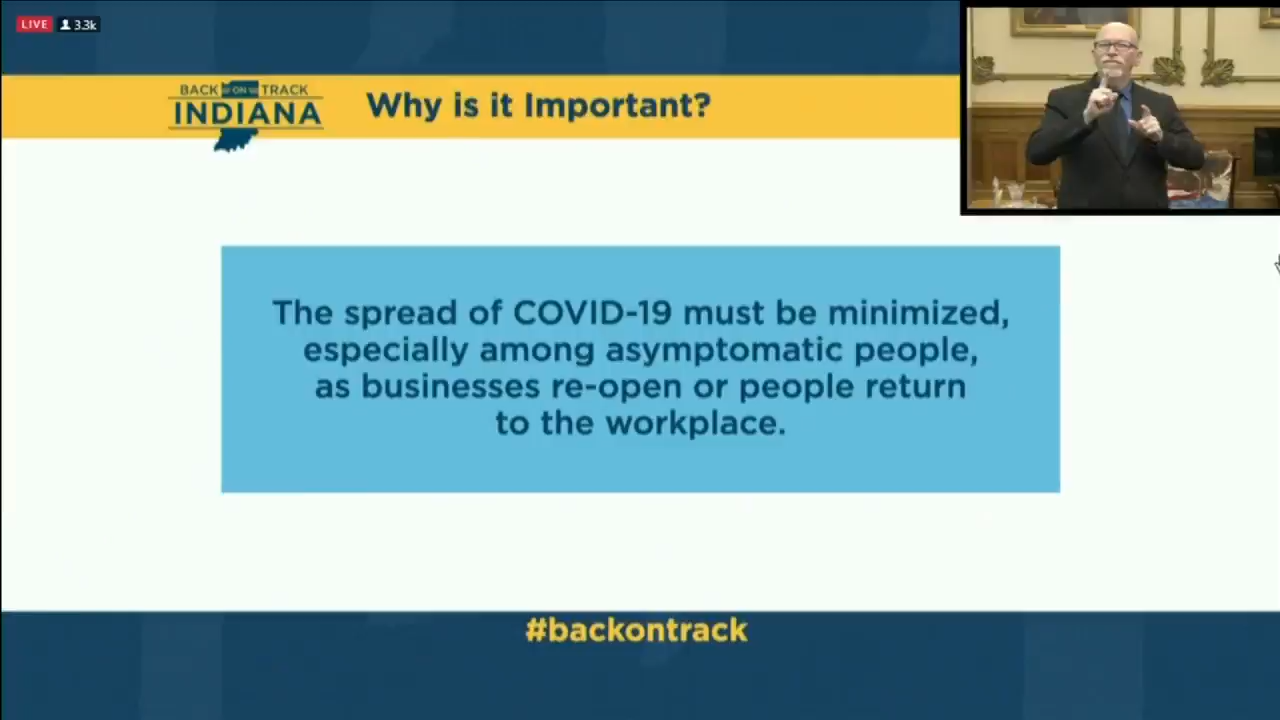 LIVE 3.3k
BACK ON THE TRACK
INDIANA
Why is it Important?
The spread of COVID-19 must be minimized,
especially among asymptomatic people,
as businesses re-open or people return
to the workplace.
#backontrack